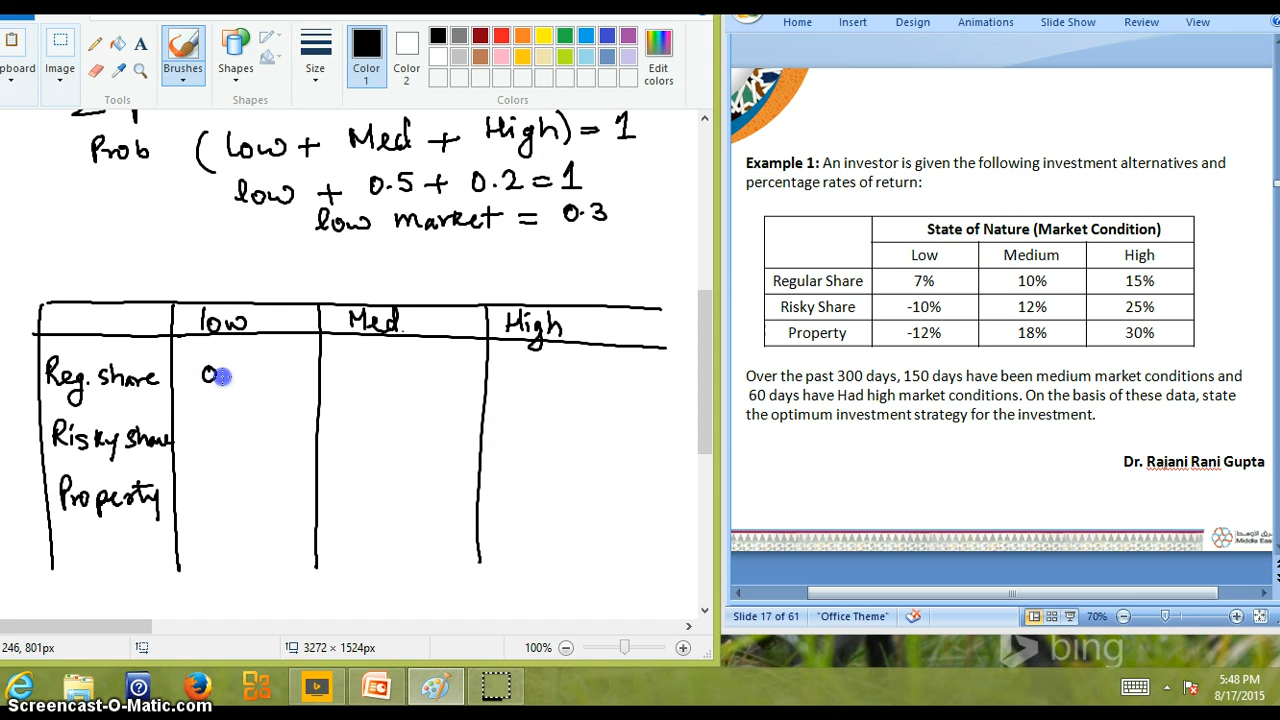 pboard
Image
Tools
Brushes
Shapes
Shapes
Size
Color
1
Color
2
Edit
colors
Colors
Prob (low + Med + High) = 1
low + 0.5 + 0.2 = 1
low market = 0.3
low Med. High
Reg. share 0
Risky share
Property
246, 801px
3272 × 1524px
100%
Home Insert Design Animations Slide Show Review View
Example 1: An investor is given the following investment alternatives and
percentage rates of return:
State of Nature (Market Condition)
Low Medium High
Regular Share 7% 10% 15%
Risky Share -10% 12% 25%
Property -12% 18% 30%
Over the past 300 days, 150 days have been medium market conditions and
60 days have Had high market conditions. On the basis of these data, state
the optimum investment strategy for the investment.
Dr. Rajani Rani Gupta
Slide 17 of 61 "Office Theme" 70%
bing
5:48 PM
8/17/2015
Screencast-O-Matic.com